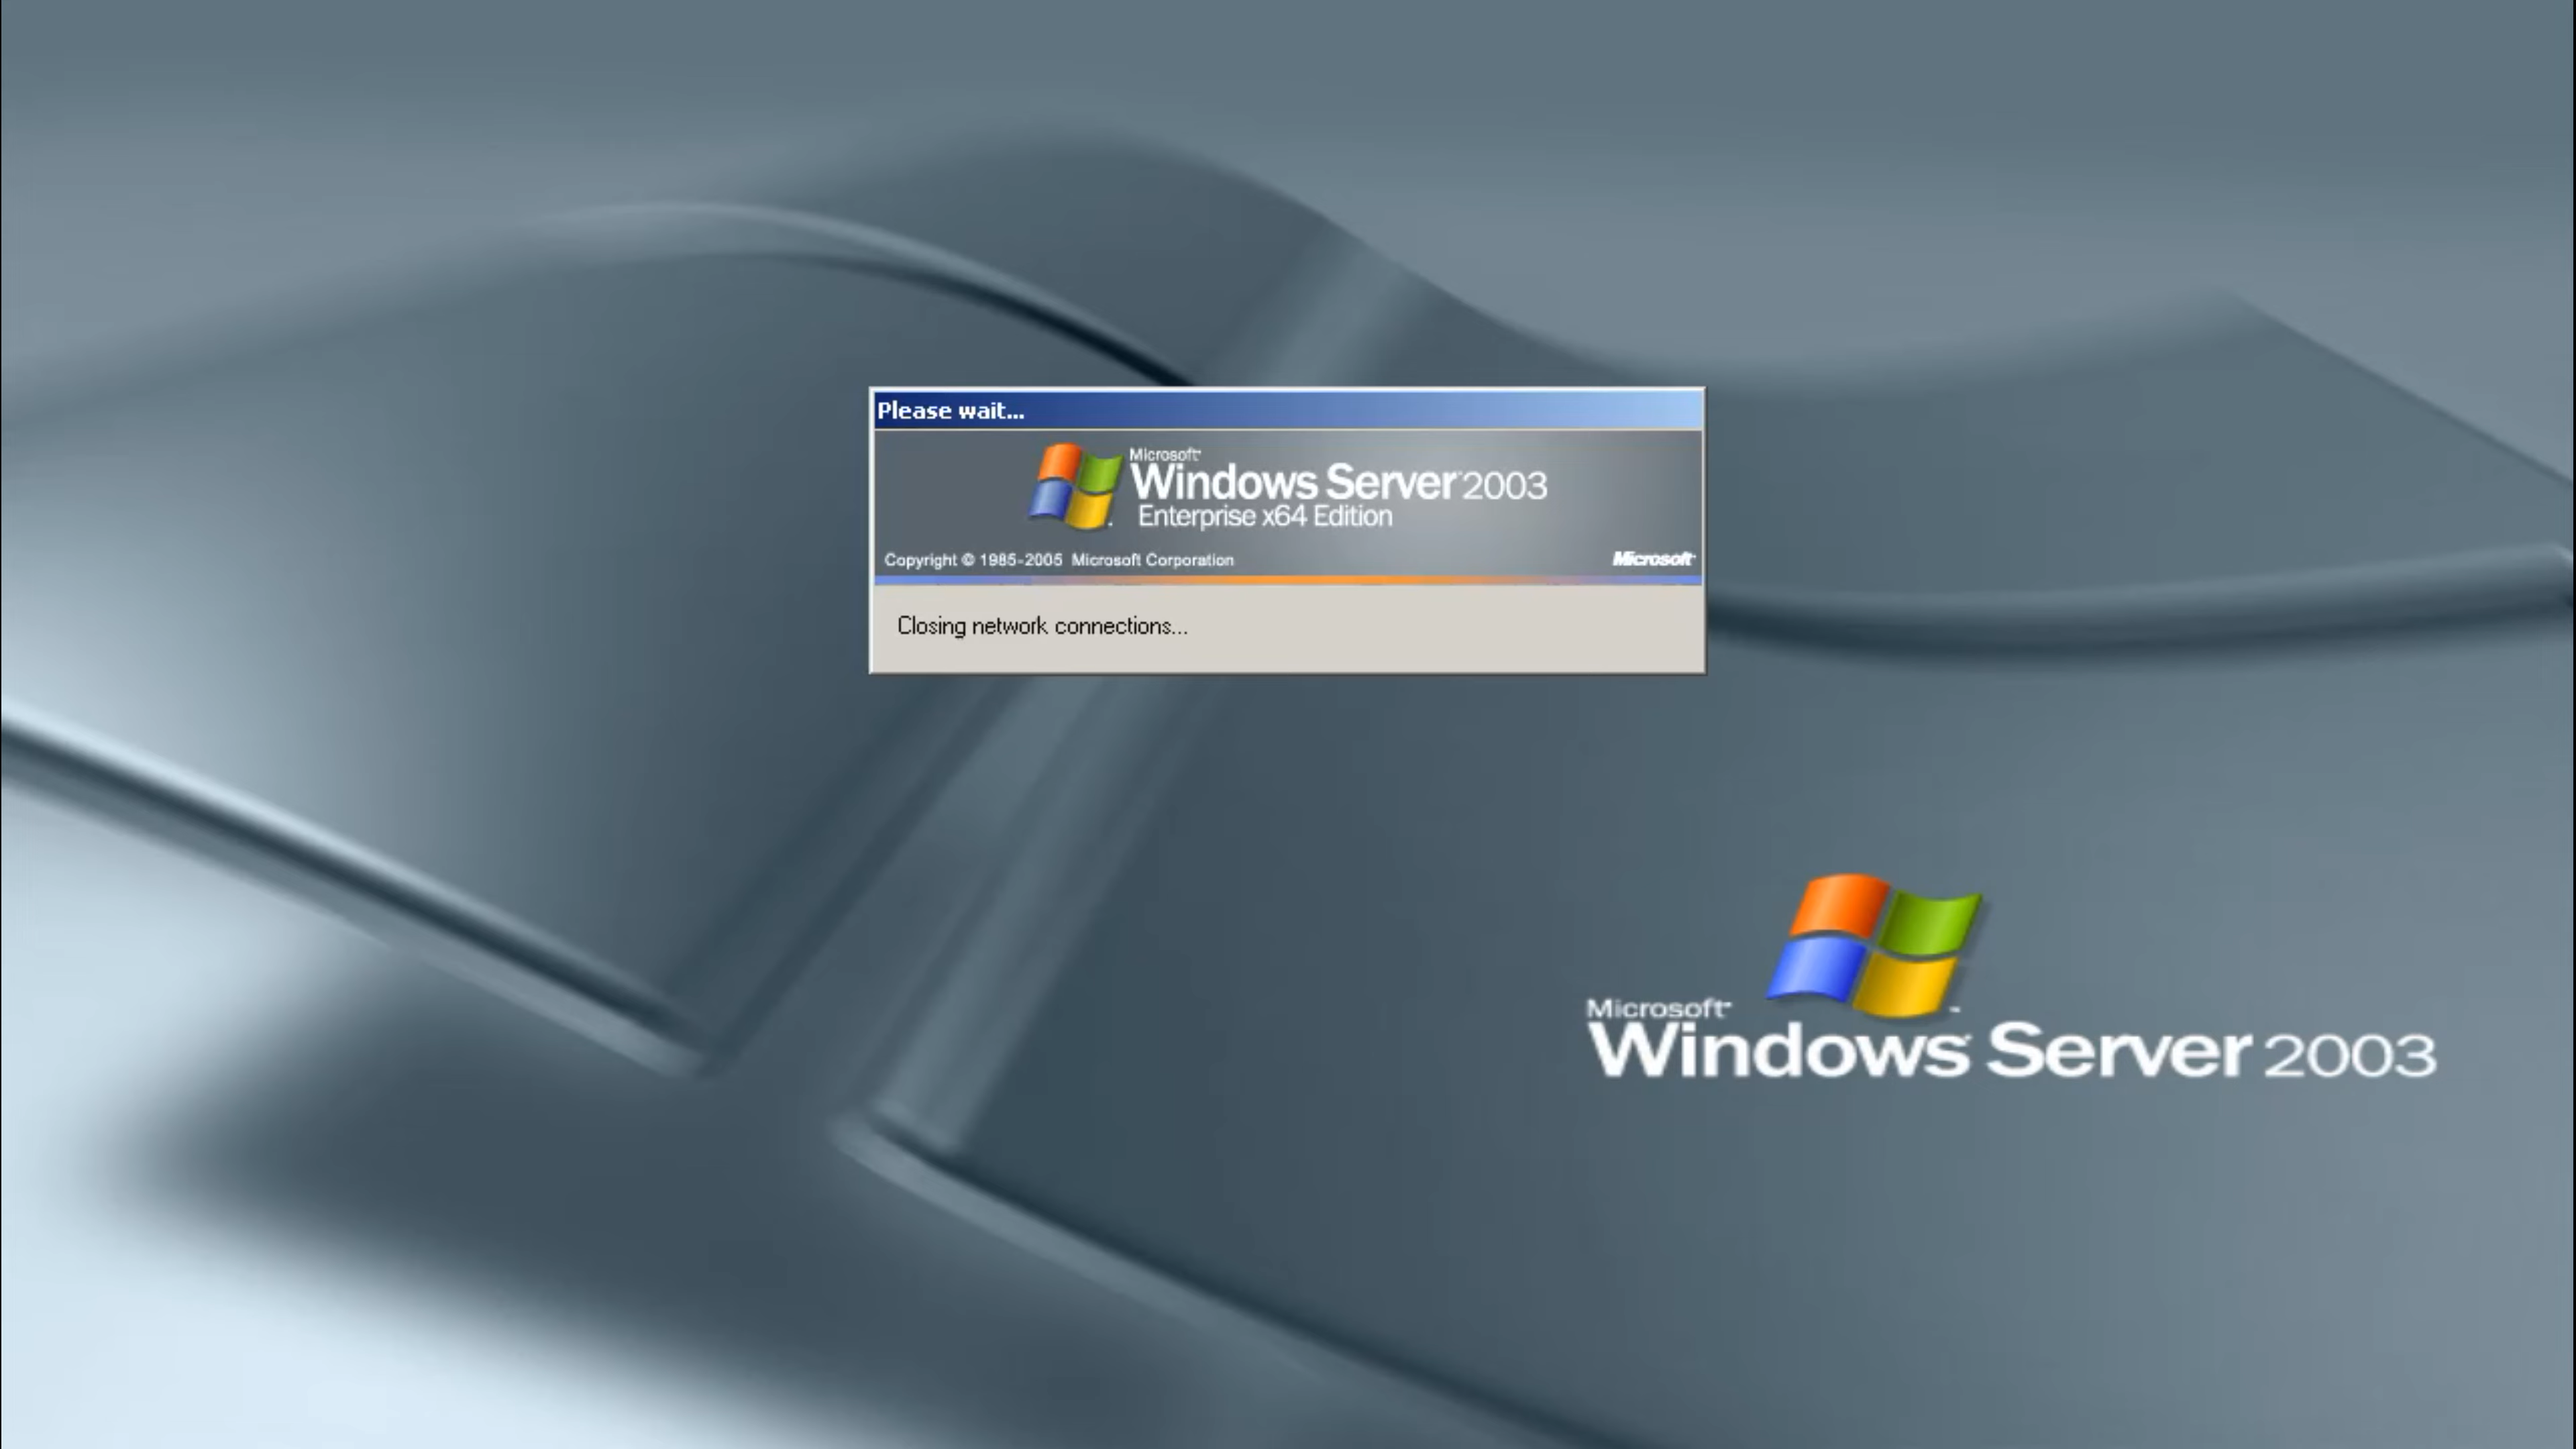 Please wait...
Microsoft
Windows Server 2003
Enterprise x64 Edition
Copyright © 1985-2005 Microsoft Corporation
Microsoft
Closing network connections...
Microsoft
Windows Server 2003